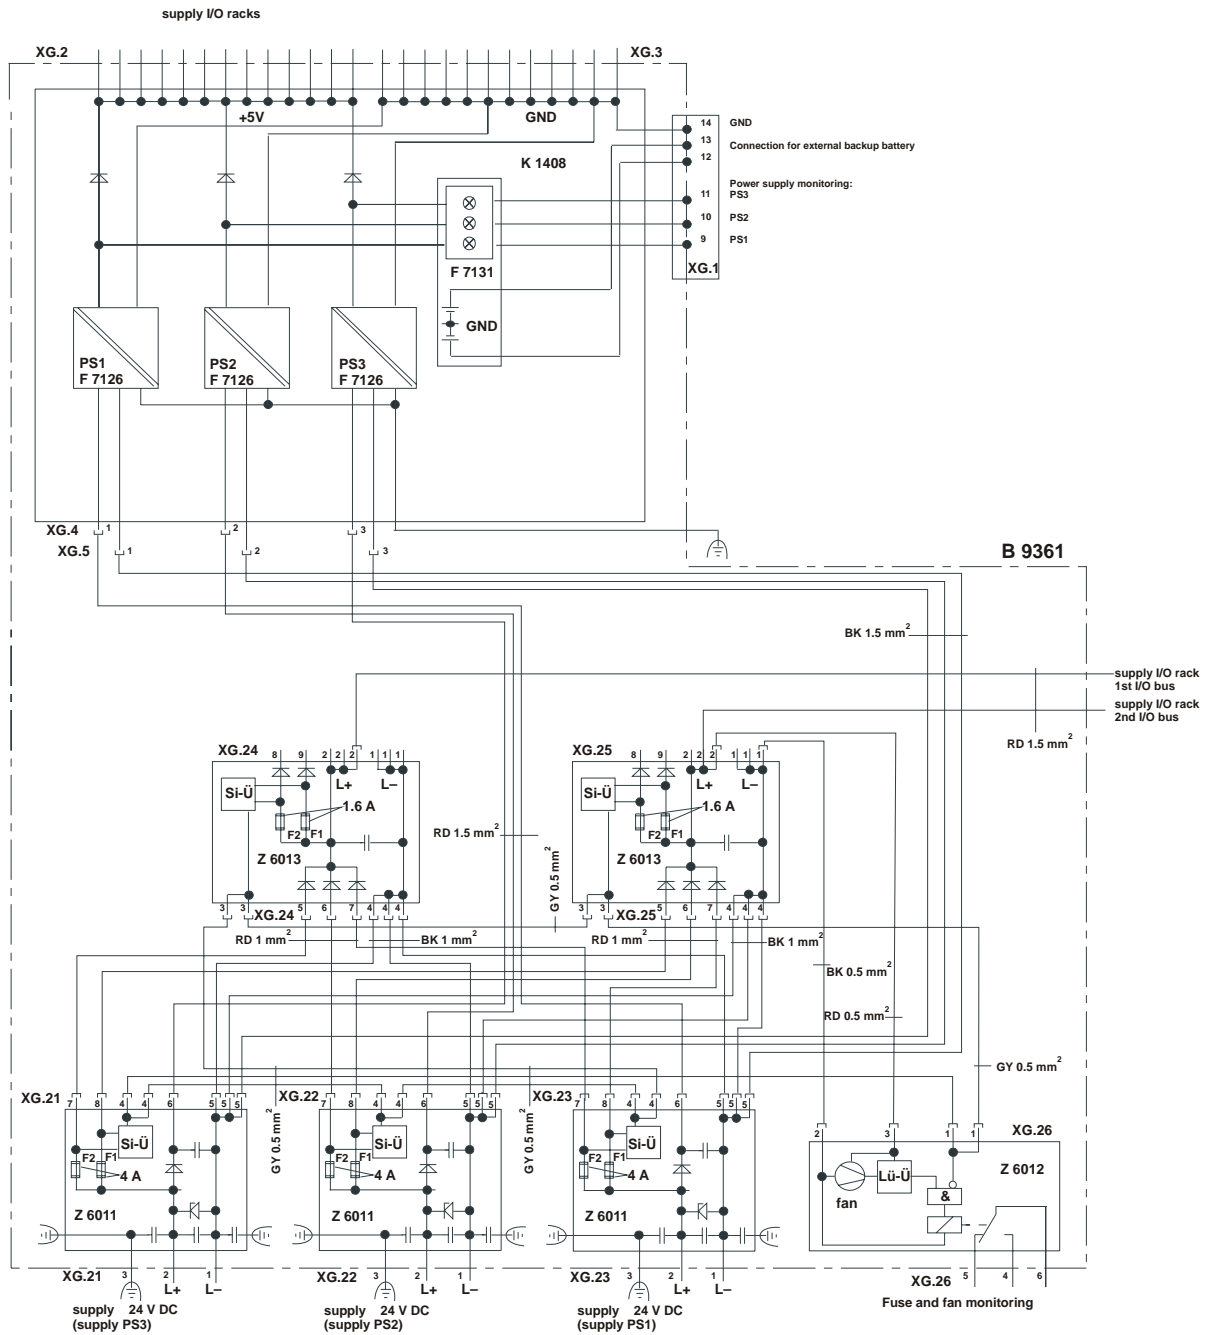 supply I/O racks
XG.2
XG.3
+5V
GND
14 GND
13 Connection for external backup battery
12
K 1408
Power supply monitoring:
11 PS3
10 PS2
9 PS1
XG.1
F 7131
GND
PS1
F 7126
PS2
F 7126
PS3
F 7126
XG.4 1 2 3
XG.5 1 2 3
B 9361
BK 1.5 mm2
supply I/O rack
1st I/O bus
supply I/O rack
2nd I/O bus
RD 1.5 mm2
XG.24 8 9 2 2 2 1 1 1
XG.25 8 9 2 2 2 1 1 1
L+ L–
L+ L–
Si-Ü
Si-Ü
1.6 A
1.6 A
F2 F1
F2 F1
RD 1.5 mm2
Z 6013
Z 6013
GY 0.5 mm2
3 3 XG.24 5 6 7 4 4 4
3 3 XG.25 5 6 7 4 4 4
RD 1 mm2
BK 1 mm2
RD 1 mm2
BK 1 mm2
BK 0.5 mm2
RD 0.5 mm2
GY 0.5 mm2
XG.21 7 8 4 4 6 5 5 5
XG.22 7 8 4 4 6 5 5 5
XG.23 7 8 4 4 6 5 5 5
GY 0.5 mm2
GY 0.5 mm2
2 3 1 1
XG.26
Si-Ü
Si-Ü
Si-Ü
F2 F1
F2 F1
F2 F1
4 A
4 A
4 A
Z 6011
Z 6011
Z 6011
Z 6012
Lü-Ü
fan
&
XG.21 3 2 1
XG.22 3 2 1
XG.23 3 2 1
XG.26 5 4 6
L+ L–
L+ L–
L+ L–
supply 24 V DC
(supply PS3)
supply 24 V DC
(supply PS2)
supply 24 V DC
(supply PS1)
Fuse and fan monitoring